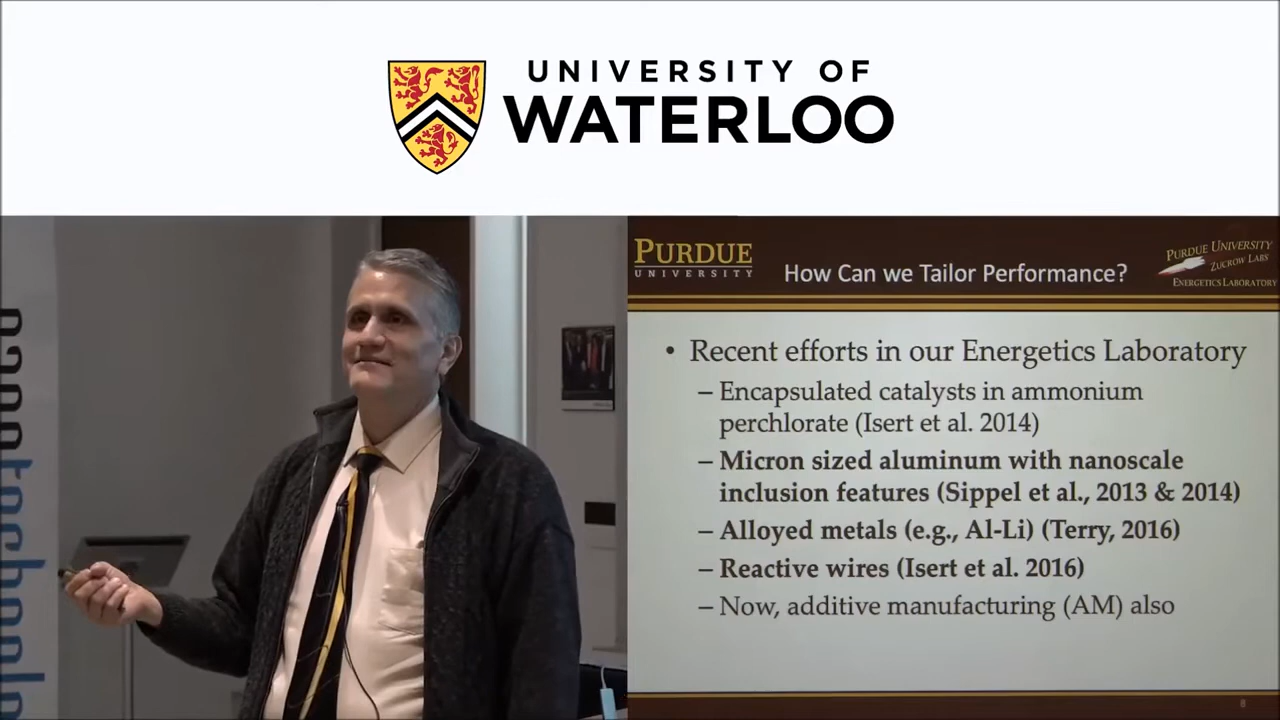 UNIVERSITY OF
WATERLOO
nanotechnolo
PURDUE
UNIVERSITY
How Can we Tailor Performance?
PURDUE UNIVERSITY
ZUCROW LABS
ENERGETICS LABORATORY
• Recent efforts in our Energetics Laboratory
– Encapsulated catalysts in ammonium
perchlorate (Isert et al. 2014)
– Micron sized aluminum with nanoscale
inclusion features (Sippel et al., 2013 & 2014)
– Alloyed metals (e.g., Al-Li) (Terry, 2016)
– Reactive wires (Isert et al. 2016)
– Now, additive manufacturing (AM) also
8